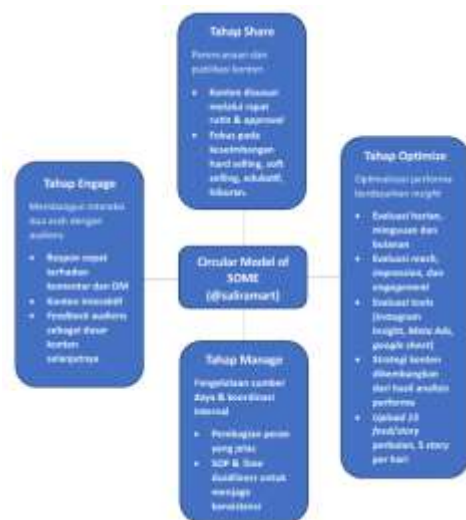 Tahap Share
Perencanaan dan
publikasi konten
Konten disusun
melalui rapat
rutin & approval
Fokus pada
keseimbangan
hard selling, soft
selling, edukatif,
hiburan.
Tahap Engage
Membangun interaksi
dua arah dengan
audiens
Respon cepat
terhadap
komentar dan DM
Konten interaktif
Feedback audiens
sebagai dasar
konten
selanjutnya
Circular Model of
SOME
(@saliramart)
Tahap Optimize
Optimalisasi performa
berdasarkan insight
Evaluasi harian,
mingguan dan
bulanan
Evaluasi reach,
impression, dan
engagement
Evaluasi tools
(Instagram
Insight, Meta Ads,
google sheet)
Strategi konten
dikembangkan
dari hasil analisis
performa
Upload
feed/story
perbulan, 5 story
per hari
Tahap Manage
Pengelolaan sumber
daya & koordinasi
internal
Pembagian peran
yang jelas
SOP & Time
untuk
menjaga
konsistensi